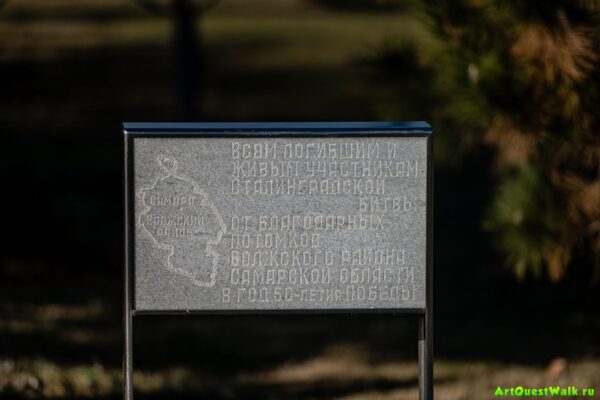 ВСЕМ ПОГИБШИМ И
ЖИВЫМ УЧАСТНИКАМ
СТАЛИНГРАДСКОЙ
БИТВЫ
ОТ БЛАГОДАРНЫХ
ПОТОМКОВ
ВОЛЖСКОГО РАЙОНА
САМАРСКОЙ ОБЛАСТИ
В ГОД 50-ЛЕТИЯ ПОБЕДЫ
САМАРА
ВОЛЖСКИЙ
РАЙОН
ArtQuestWalk.ru